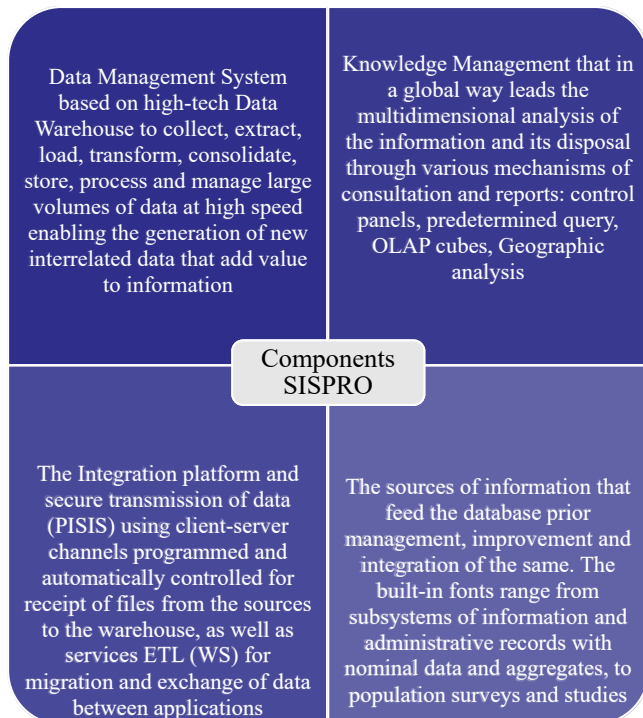 Data Management System
based on high-tech Data
Warehouse to collect, extract,
load, transform, consolidate,
store, process and manage large
volumes of data at high speed
enabling the generation of new
interrelated data that add value
to information
Knowledge Management that in
a global way leads the
multidimensional analysis of
the information and its disposal
through various mechanisms of
consultation and reports: control
panels, predetermined query,
OLAP cubes, Geographic
analysis
Components
SISPRO
The Integration platform and
secure transmission of data
(PISIS) using client-server
channels programmed and
automatically controlled for
receipt of files from the sources
to the warehouse, as well as
services ETL (WS) for
migration and exchange of data
between applications
The sources of information that
feed the database prior
management, improvement and
integration of the same. The
built-in fonts range from
subsystems of information and
administrative records with
nominal data and aggregates, to
population surveys and studies